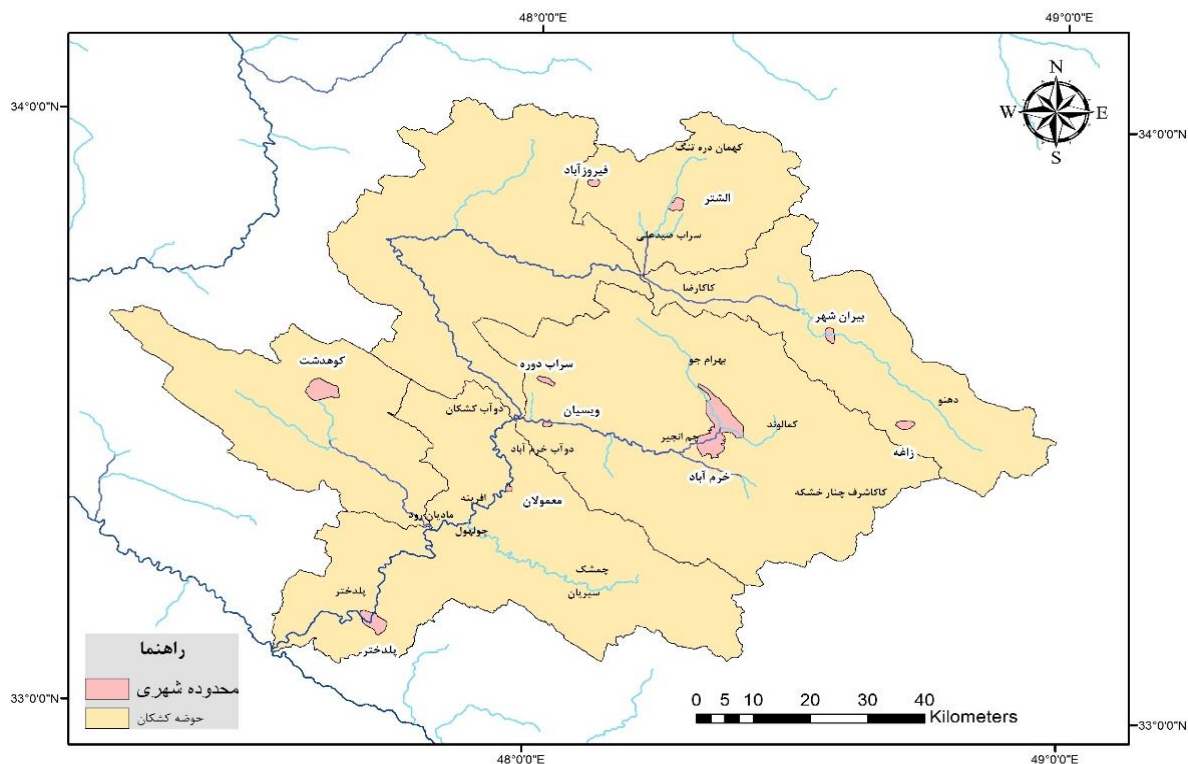 48°0'0"E
49°0'0"E
34°0'0"N
34°0'0"N
N
W
E
S
کهمان دره تنگ
فیروزآباد
الشتر
سراب صیدعلی
کاکارضا
بیران شهر
کوهدشت
سراب دوره
بهرام جو
دهنو
دوآب کشکان
ویسیان
کمالوند
زاغه
چم انجیر
دوآب خرم آباد
خرم آباد
کاکاشرف چنار خشکه
افرینه
معمولان
مادیان رود
جولهول
چمشک
سیریان
پلدختر
پلدختر
راهنما
محدوده شهری
حوضه کشکان
0 5 10 20 30 40
Kilometers
33°0'0"N
33°0'0"N
48°0'0"E
49°0'0"E